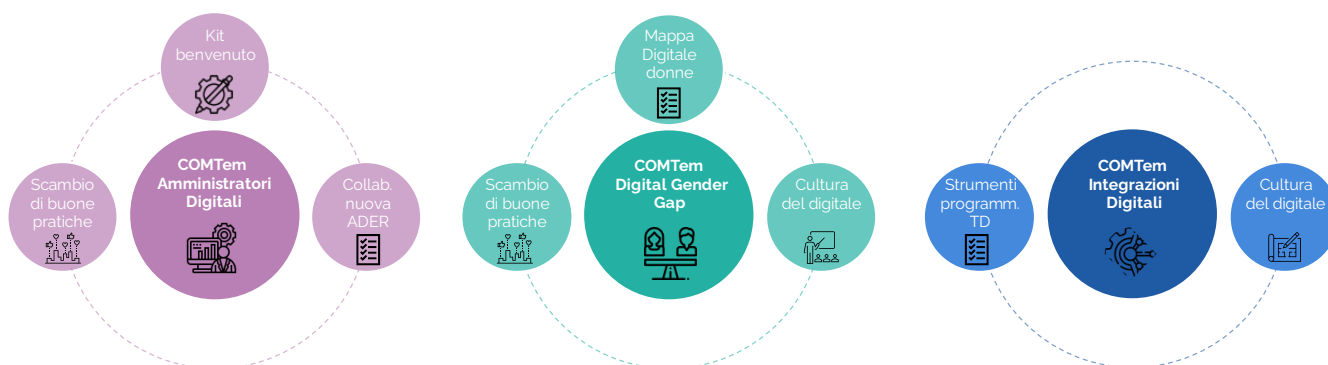 Kit
benvenuto
COMTem
Amministratori
Digitali
Scambio
di buone
pratiche
Collab.
nuova
ADER
Mappa
Digitale
donne
COMTem
Digital Gender
Gap
Scambio
di buone
pratiche
Cultura
del digitale
COMTem
Integrazioni
Digitali
Strumenti
programm.
TD
Cultura
del digitale